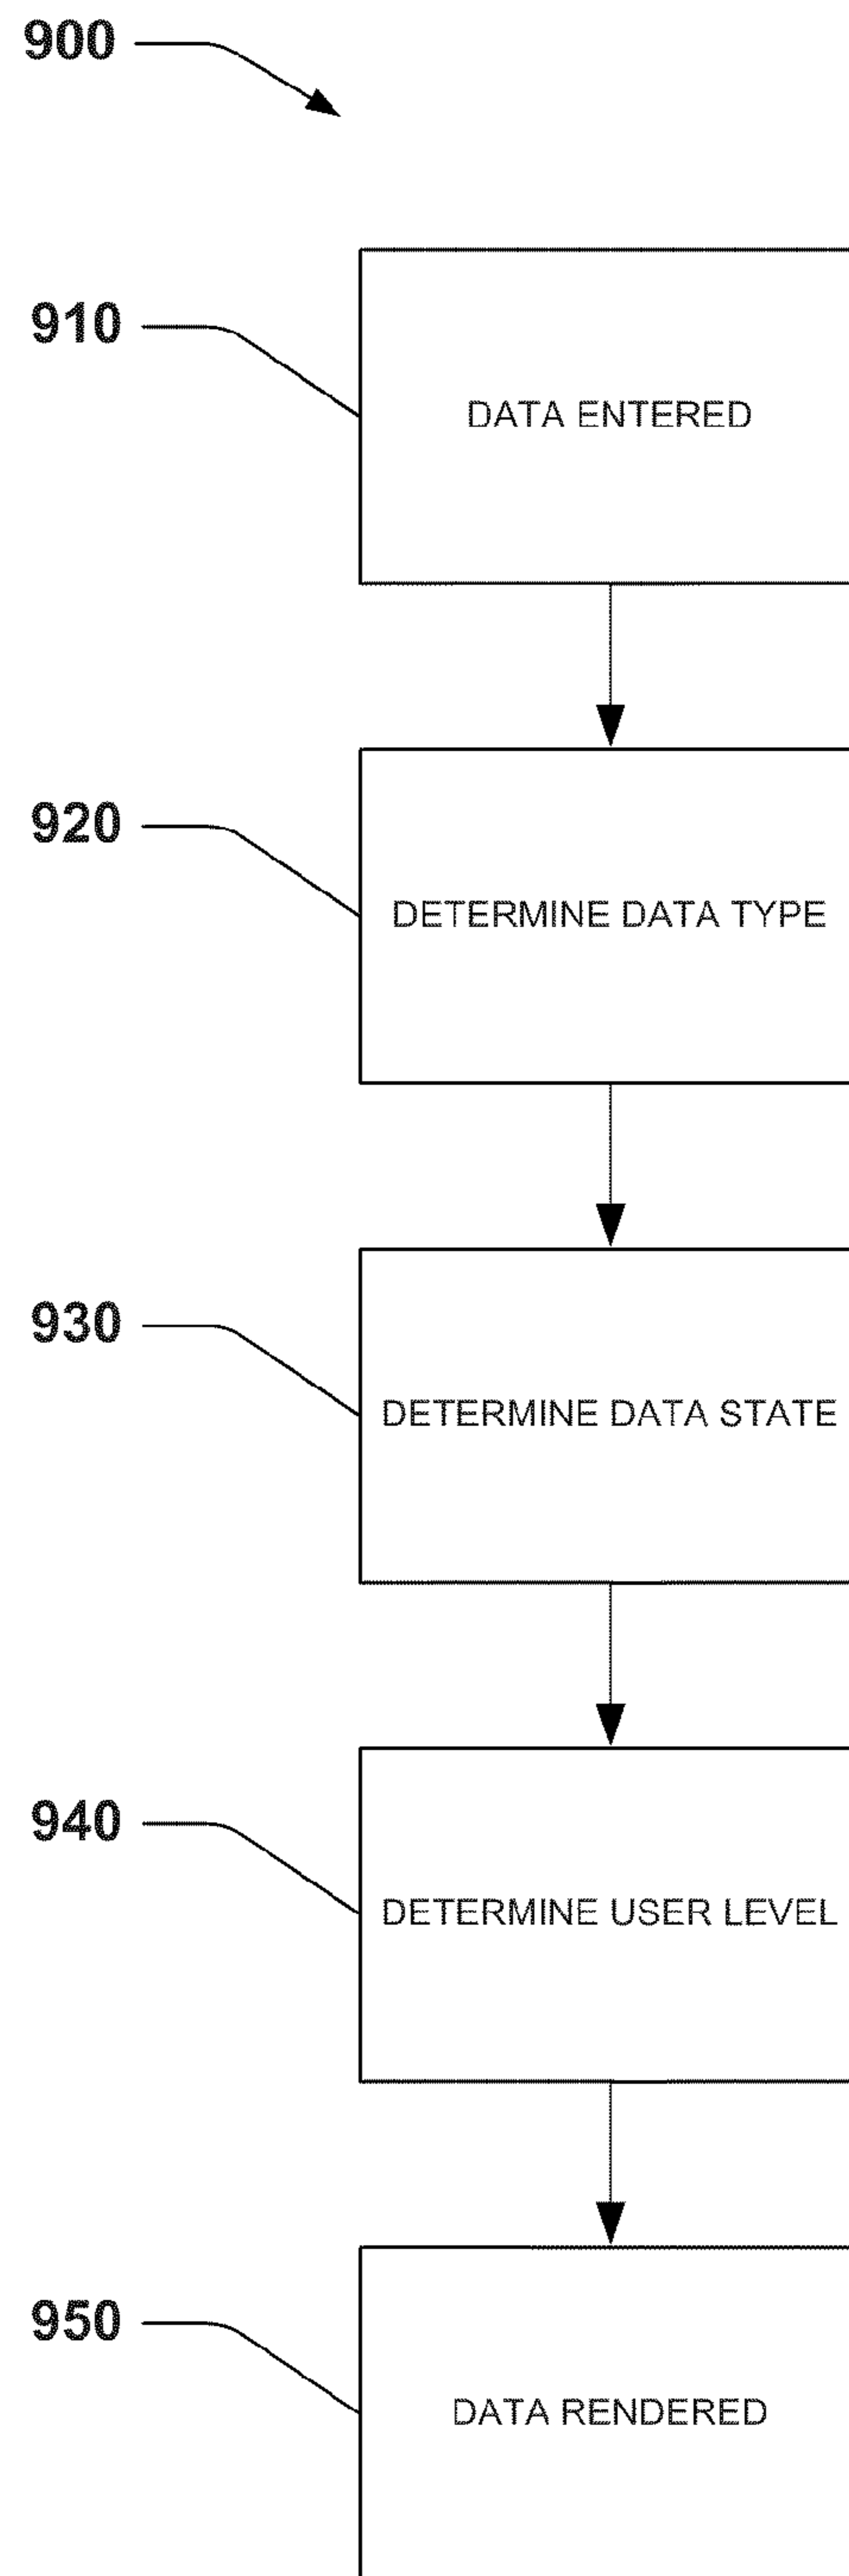 900
910
DATA ENTERED
920
DETERMINE DATA TYPE
930
DETERMINE DATA STATE
940
DETERMINE USER LEVEL
950
DATA RENDERED